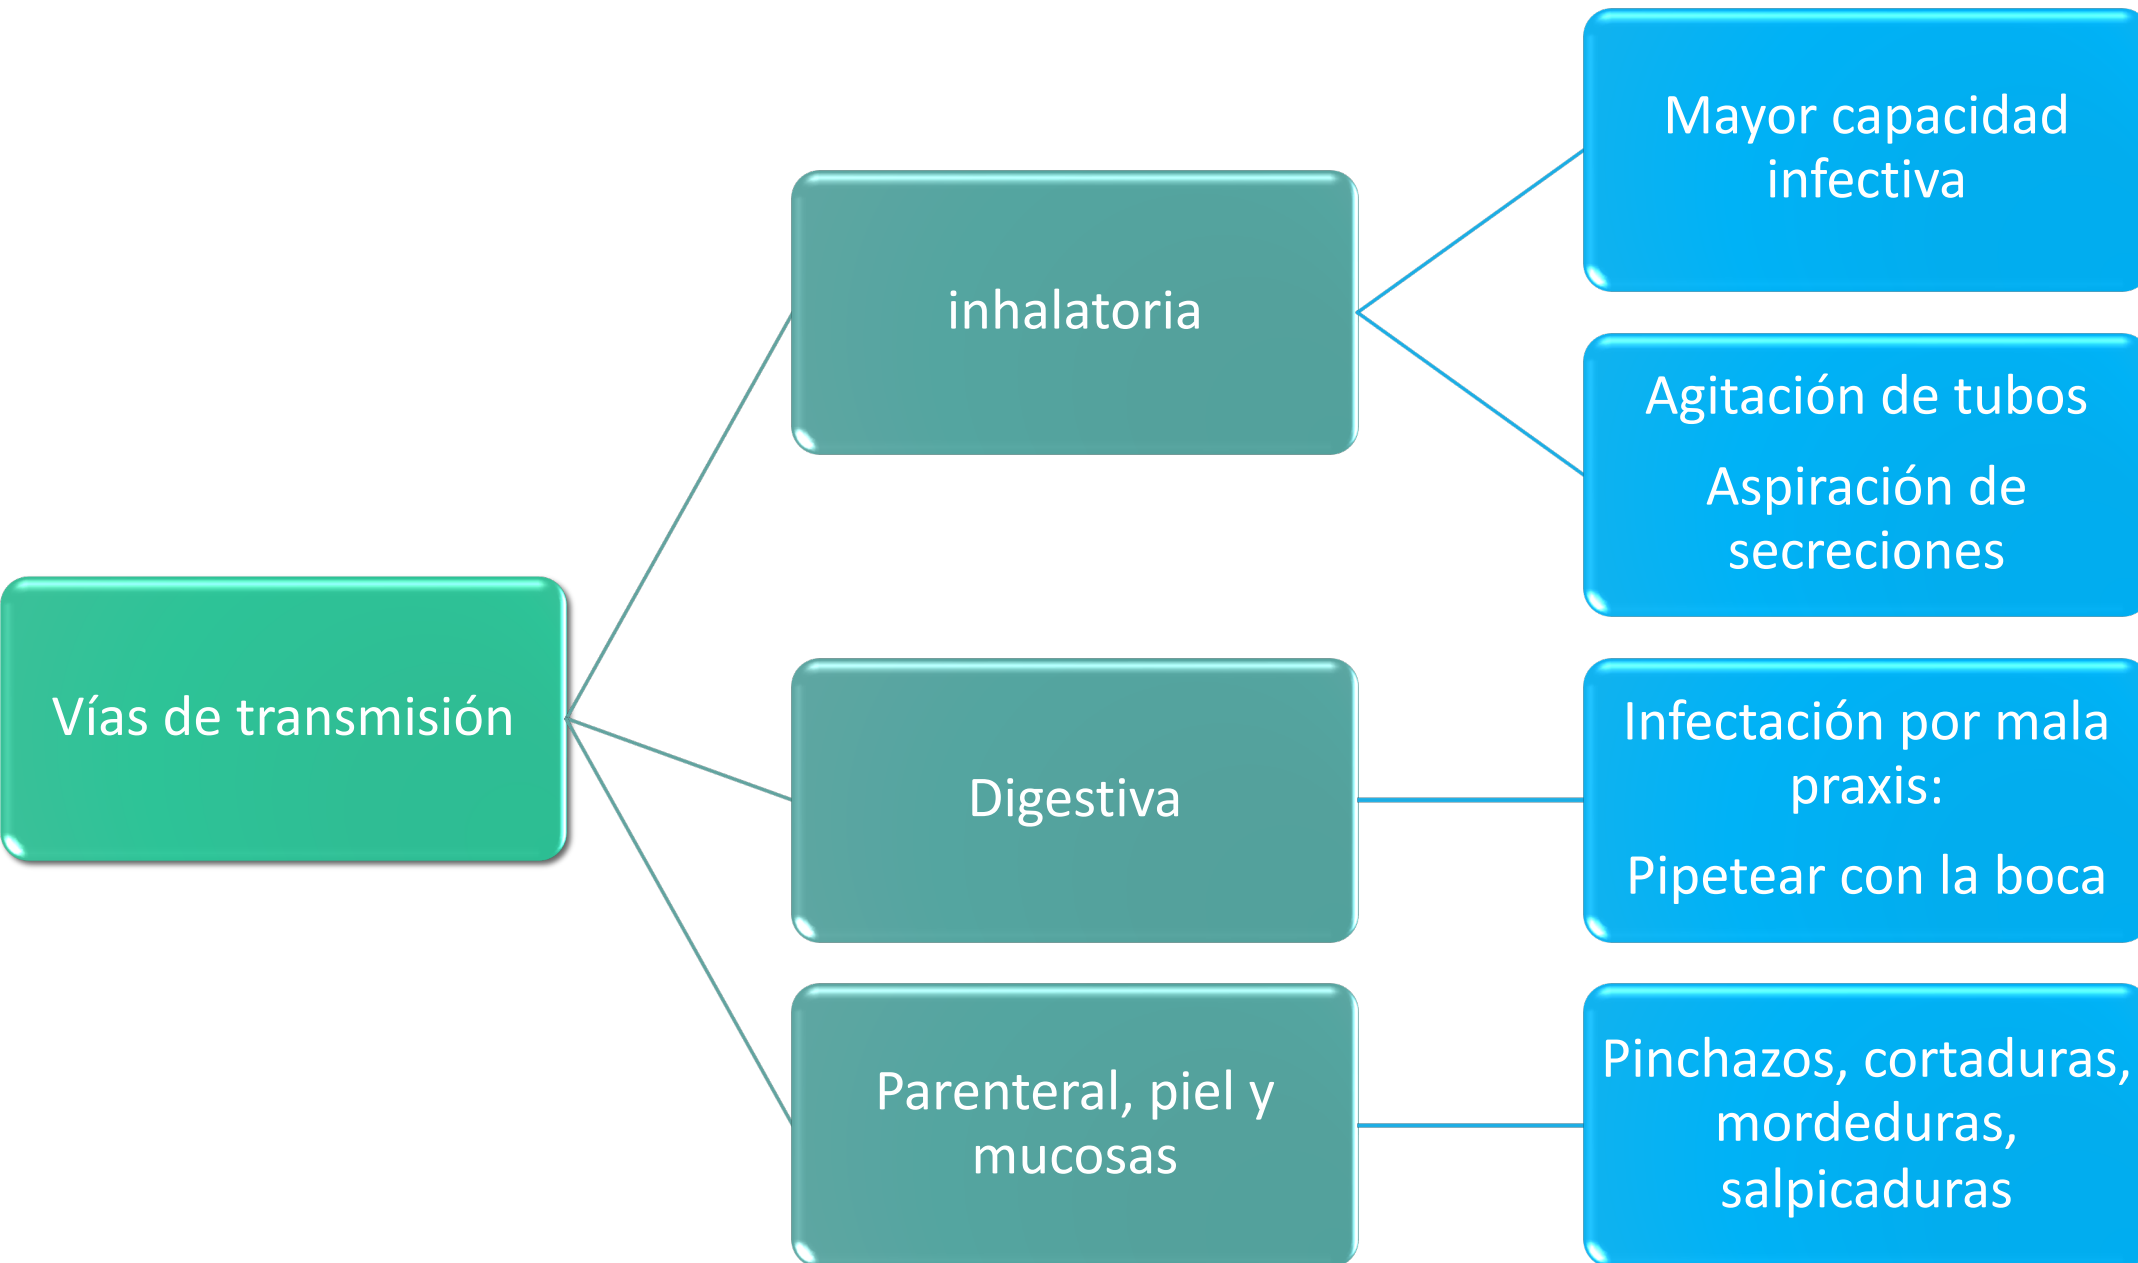 Vías de transmisión
inhalatoria
Mayor capacidad
infectiva
Agitación de tubos
Aspiración de
secreciones
Digestiva
Infectación por mala
praxis:
Pipetear con la boca
Parenteral, piel y
mucosas
Pinchazos, cortaduras,
mordeduras,
salpicaduras